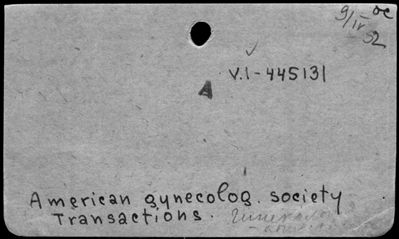 9/IV 52
V.1-445131
A
American gynecolog. society
Transactions.